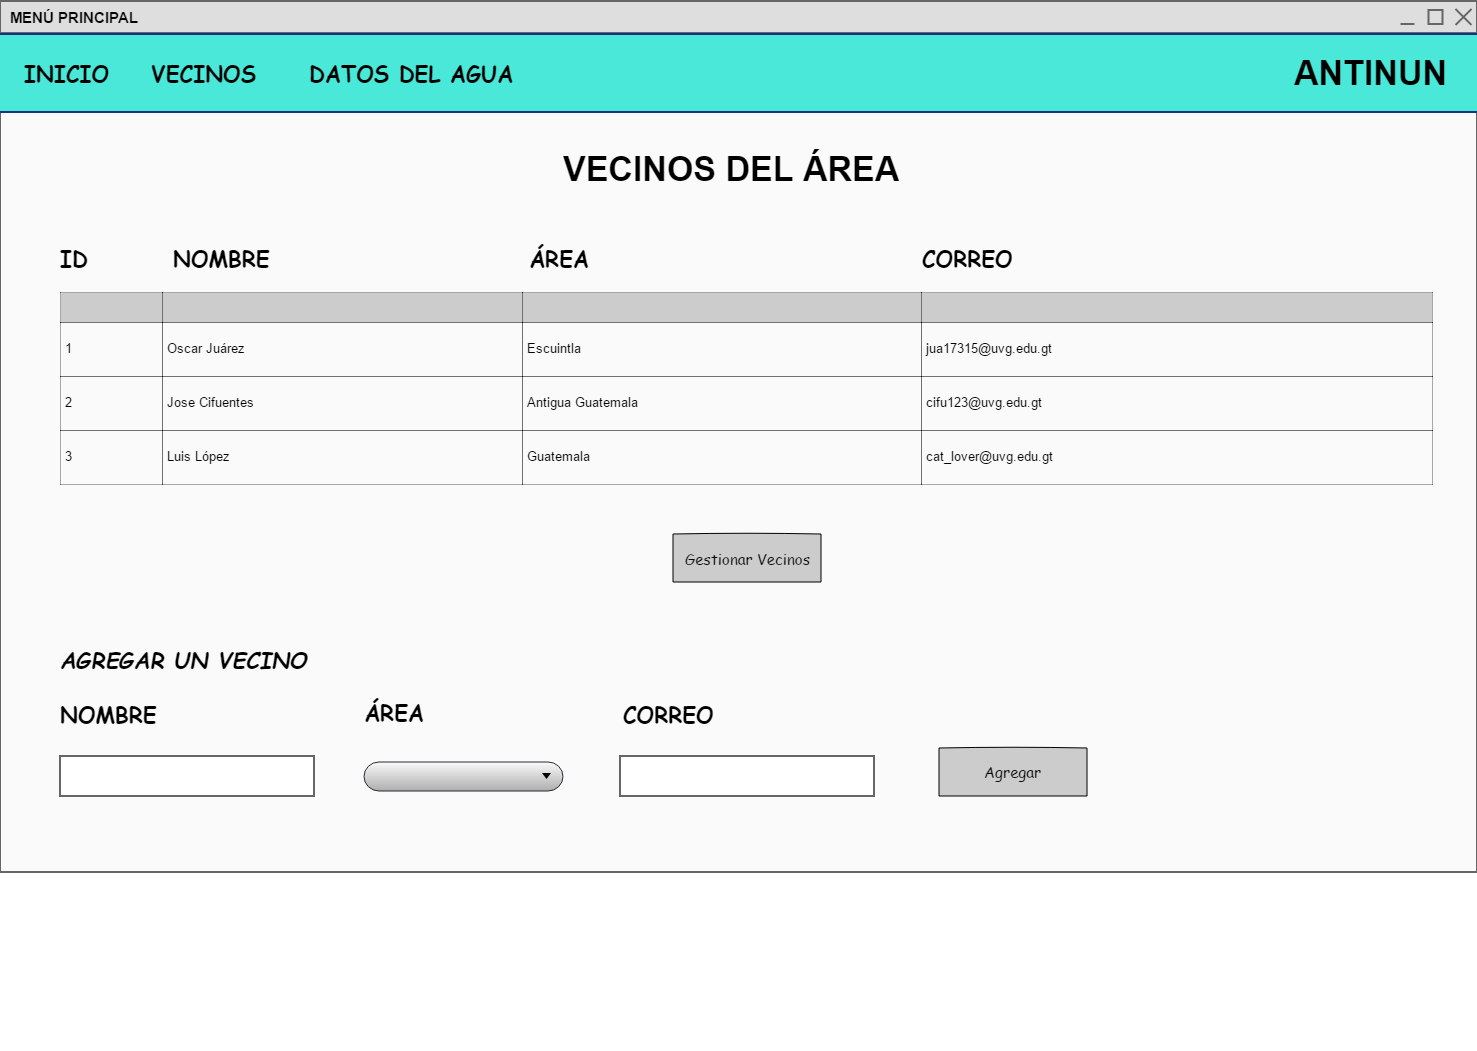 MENÚ PRINCIPAL
INICIO VECINOS DATOS DEL AGUA ANTINUN
VECINOS DEL ÁREA
ID NOMBRE ÁREA CORREO
1 Oscar Juárez Escuintla jua17315@uvg.edu.gt
2 Jose Cifuentes Antigua Guatemala cifu123@uvg.edu.gt
3 Luis López Guatemala cat_lover@uvg.edu.gt
Gestionar Vecinos
AGREGAR UN VECINO
NOMBRE ÁREA CORREO
Agregar